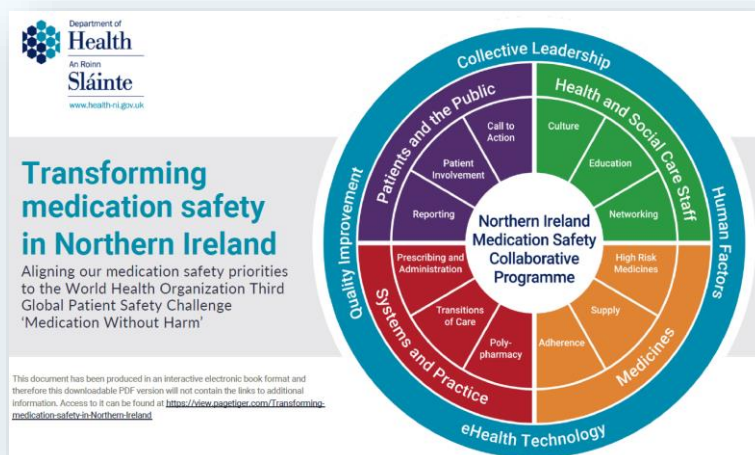 Department of
Health
An Roinn
Sláinte
www.health-ni.gov.uk
Transforming
medication safety
in Northern Ireland
Aligning our medication safety priorities
to the World Health Organization Third
Global Patient Safety Challenge
‘Medication Without Harm’
This document has been produced in an interactive electronic book format and
therefore this downloadable PDF version will not contain the links to additional
information. Access to it can be found at https://view.pagetiger.com/Transforming-
medication-safety-in-Northern-Ireland
Collective Leadership
Human Factors
eHealth Technology
Quality Improvement
Patients and the Public
Call to
Action
Patient
Involvement
Reporting
Health and Social Care Staff
Culture
Education
Networking
Northern Ireland
Medication Safety
Collaborative
Programme
Systems and Practice
Prescribing and
Administration
Transitions
of Care
Poly-
pharmacy
Medicines
High Risk
Medicines
Supply
Adherence